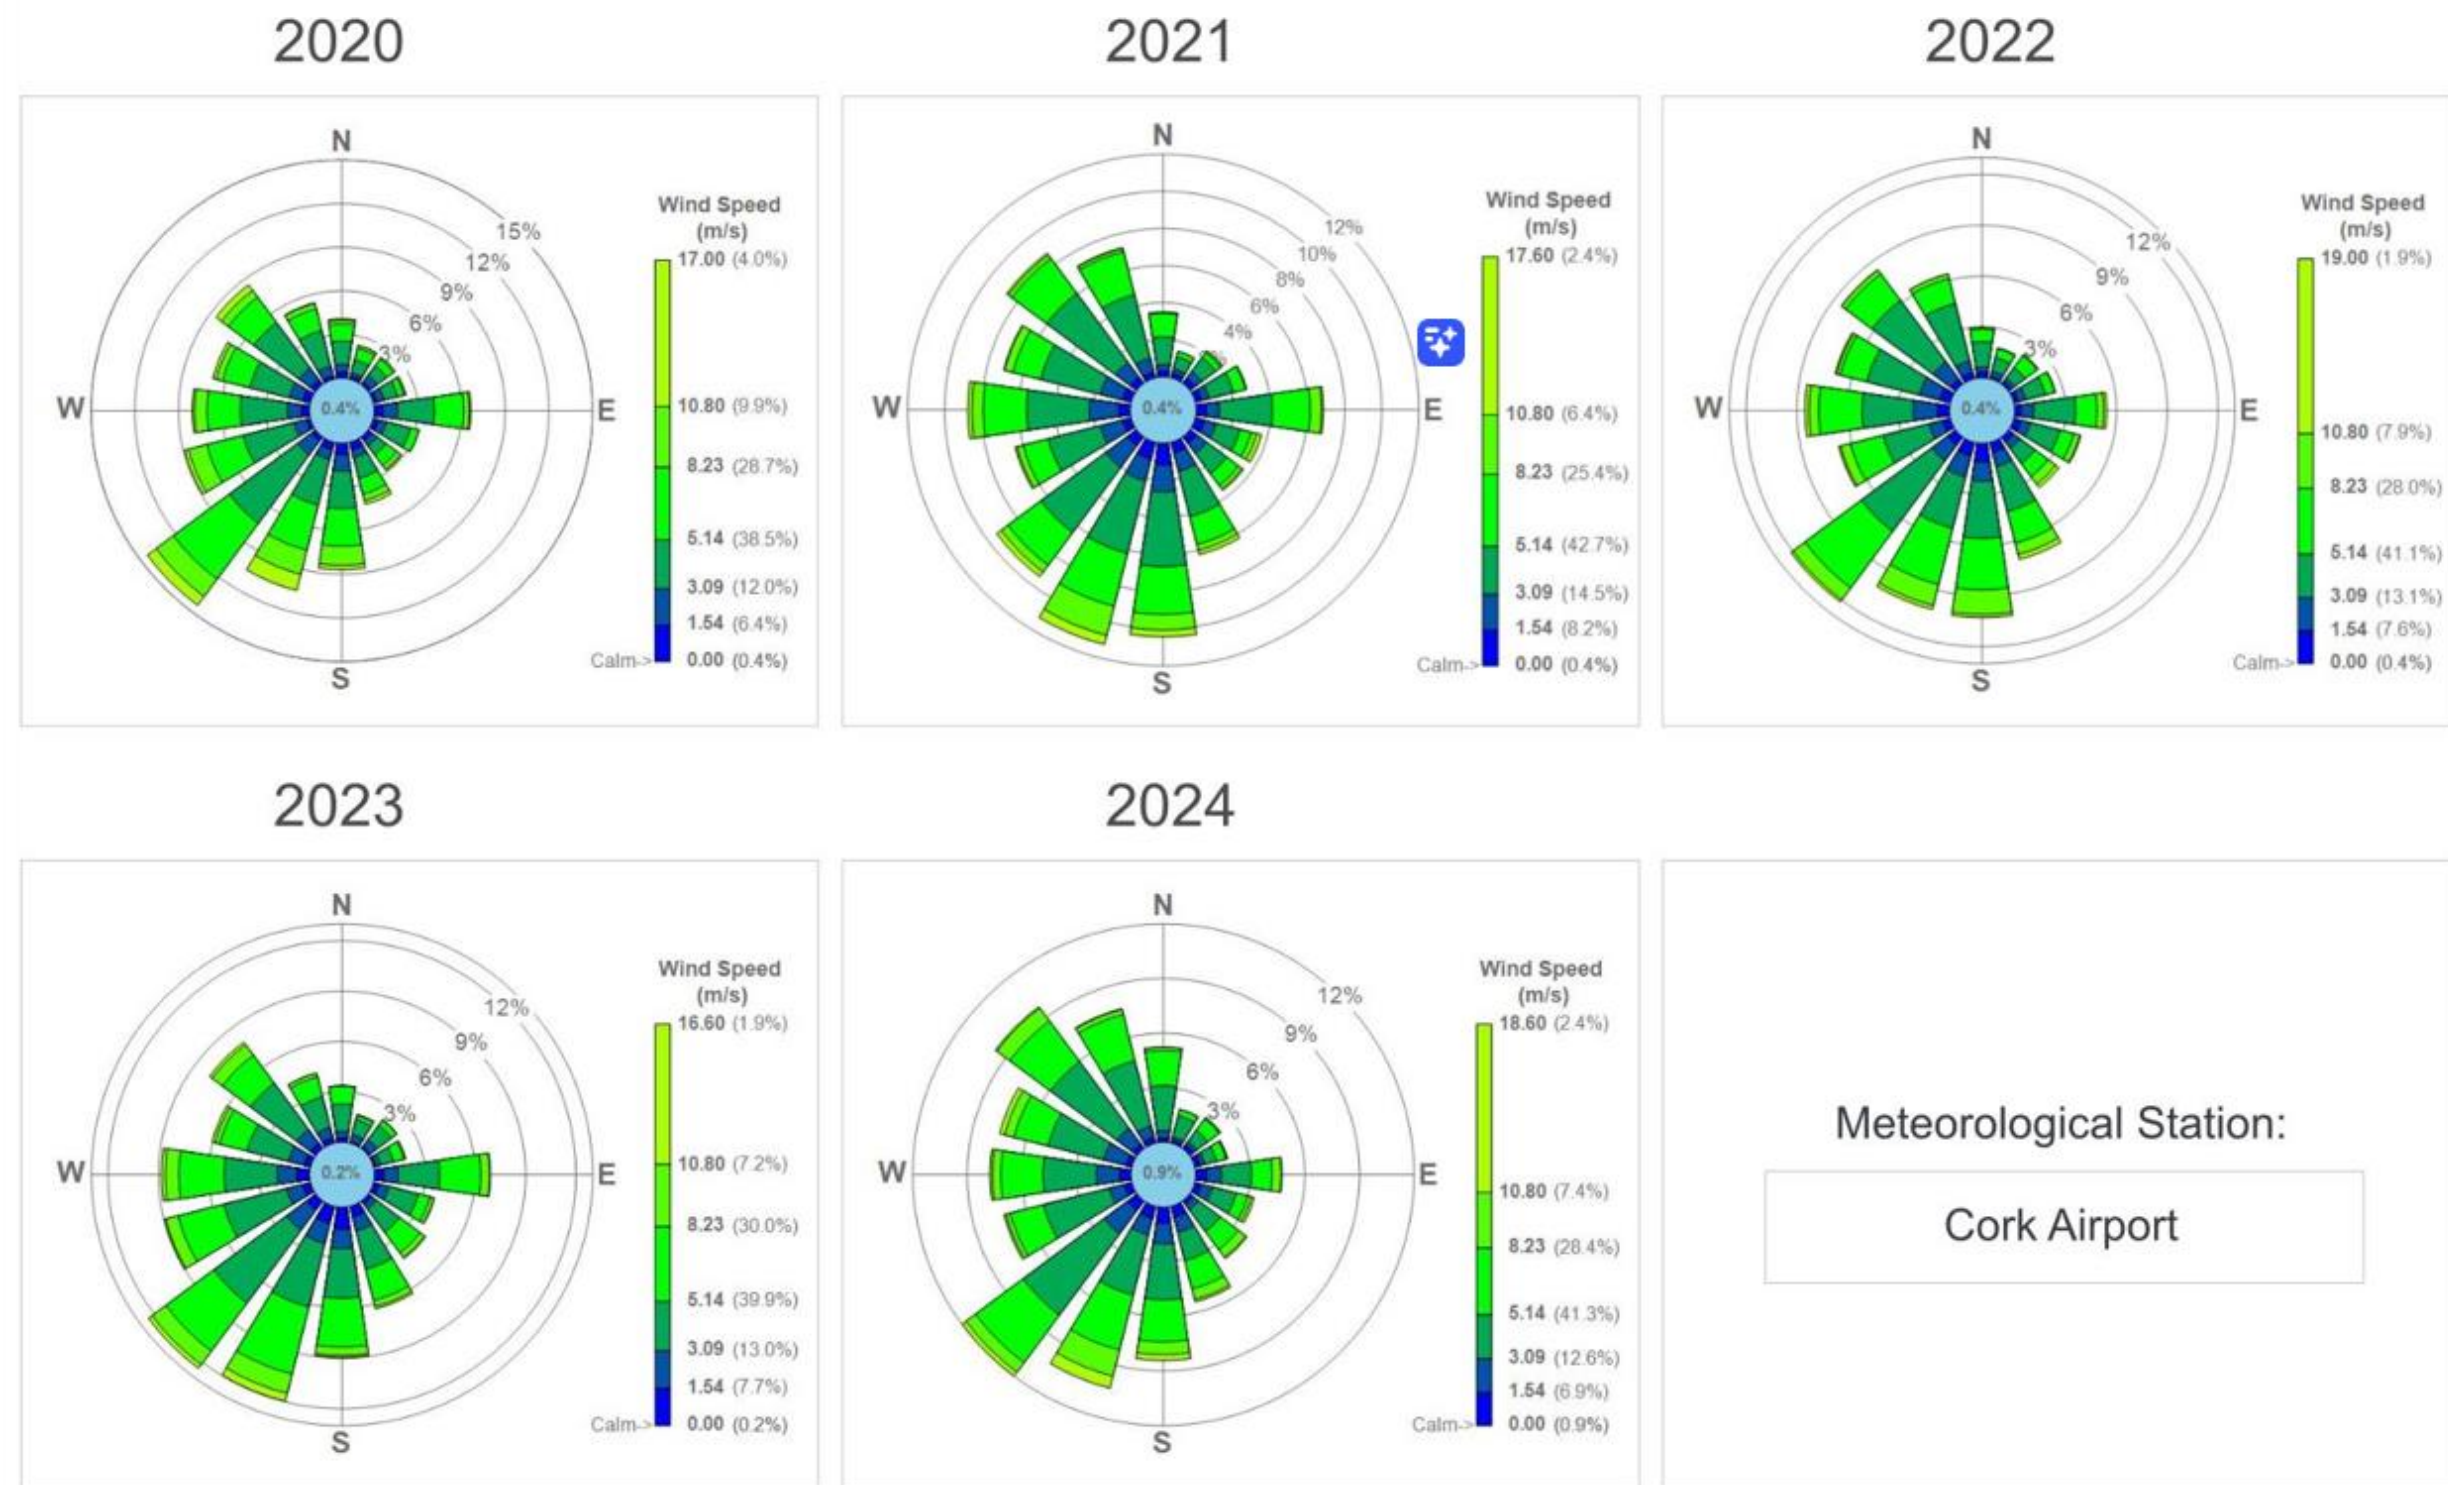 2020
2021
2022
N
15%
12%
9%
6%
3%
0.4%
W
E
S
Wind Speed
(m/s)
17.00 (4.0%)
10.80 (9.9%)
8.23 (28.7%)
5.14 (38.5%)
3.09 (12.0%)
1.54 (6.4%)
Calm-> 0.00 (0.4%)
N
12%
10%
8%
6%
4%
0.4%
W
E
S
Wind Speed
(m/s)
17.60 (2.4%)
10.80 (6.4%)
8.23 (25.4%)
5.14 (42.7%)
3.09 (14.5%)
1.54 (8.2%)
Calm-> 0.00 (0.4%)
N
12%
9%
6%
3%
0.4%
W
E
S
Wind Speed
(m/s)
19.00 (1.9%)
10.80 (7.9%)
8.23 (28.0%)
5.14 (41.1%)
3.09 (13.1%)
1.54 (7.6%)
Calm-> 0.00 (0.4%)
2023
2024
N
12%
9%
6%
3%
0.2%
W
E
S
Wind Speed
(m/s)
16.60 (1.9%)
10.80 (7.2%)
8.23 (30.0%)
5.14 (39.9%)
3.09 (13.0%)
1.54 (7.7%)
Calm-> 0.00 (0.2%)
N
12%
9%
6%
3%
0.9%
W
E
S
Wind Speed
(m/s)
18.60 (2.4%)
10.80 (7.4%)
8.23 (28.4%)
5.14 (41.3%)
3.09 (12.6%)
1.54 (6.9%)
Calm-> 0.00 (0.9%)
Meteorological Station:
Cork Airport